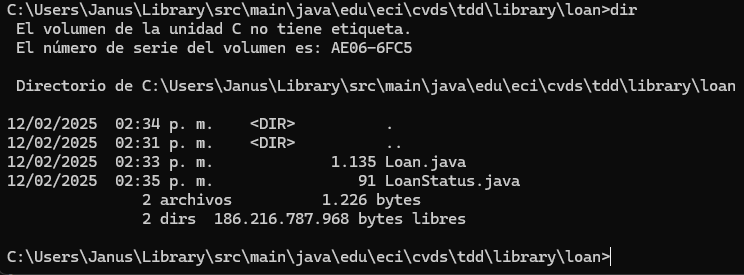 C:\Users\Janus\Library\src\main\java\edu\eci\cvds\tdd\library\loan>dir
 El volumen de la unidad C no tiene etiqueta.
 El número de serie del volumen es: AE06-6FC5

 Directorio de C:\Users\Janus\Library\src\main\java\edu\eci\cvds\tdd\library\loan

12/02/2025  02:34 p. m.    <DIR>          .
12/02/2025  02:31 p. m.    <DIR>          ..
12/02/2025  02:33 p. m.             1.135 Loan.java
12/02/2025  02:35 p. m.                91 LoanStatus.java
               2 archivos          1.226 bytes
               2 dirs  186.216.787.968 bytes libres

C:\Users\Janus\Library\src\main\java\edu\eci\cvds\tdd\library\loan>